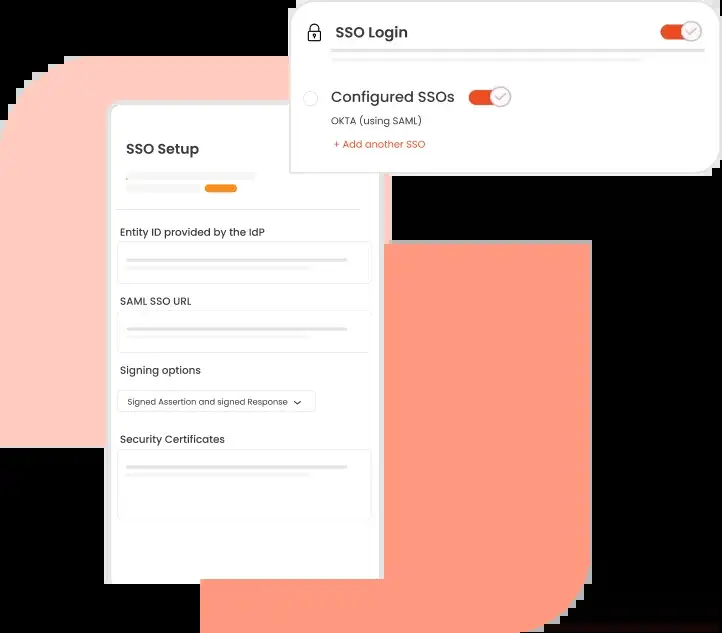 SSO Login
Configured SSOs
OKTA (using SAML)
+ Add another SSO
SSO Setup
Entity ID provided by the IdP
SAML SSO URL
Signing options
Signed Assertion and signed Response
Security Certificates